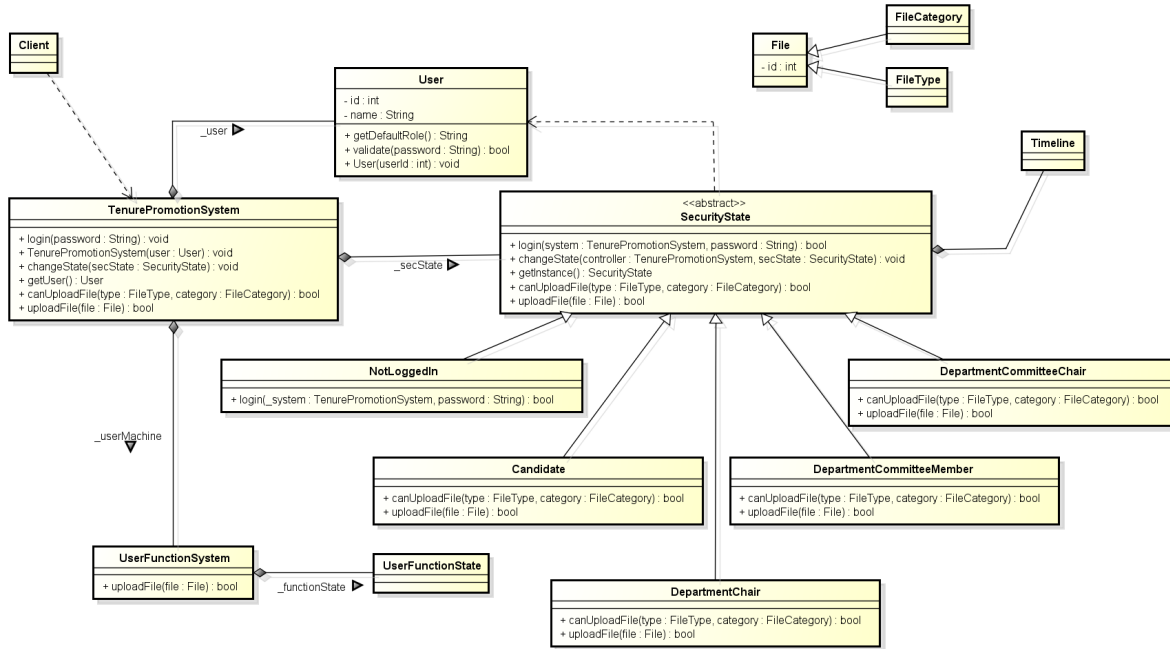 Client
File
- id : int
FileCategory
FileType
User
- id : int
- name : String
+ getDefaultRole() : String
+ validate(password : String) : bool
+ User(userId : int) : void
_user
Timeline
TenurePromotionSystem
+ login(password : String) : void
+ TenurePromotionSystem(user : User) : void
+ changeState(secState : SecurityState) : void
+ getUser() : User
+ canUploadFile(type : FileType, category : FileCategory) : bool
+ uploadFile(file : File) : bool
_secState
<<abstract>>
SecurityState
+ login(system : TenurePromotionSystem, password : String) : bool
+ changeState(controller : TenurePromotionSystem, secState : SecurityState) : void
+ getInstance() : SecurityState
+ canUploadFile(type : FileType, category : FileCategory) : bool
+ uploadFile(file : File) : bool
NotLoggedIn
+ login(_system : TenurePromotionSystem, password : String) : bool
DepartmentCommitteeChair
+ canUploadFile(type : FileType, category : FileCategory) : bool
+ uploadFile(file : File) : bool
_userMachine
Candidate
+ canUploadFile(type : FileType, category : FileCategory) : bool
+ uploadFile(file : File) : bool
DepartmentCommitteeMember
+ canUploadFile(type : FileType, category : FileCategory) : bool
+ uploadFile(file : File) : bool
UserFunctionSystem
+ uploadFile(file : File) : bool
_functionState
UserFunctionState
DepartmentChair
+ canUploadFile(type : FileType, category : FileCategory) : bool
+ uploadFile(file : File) : bool